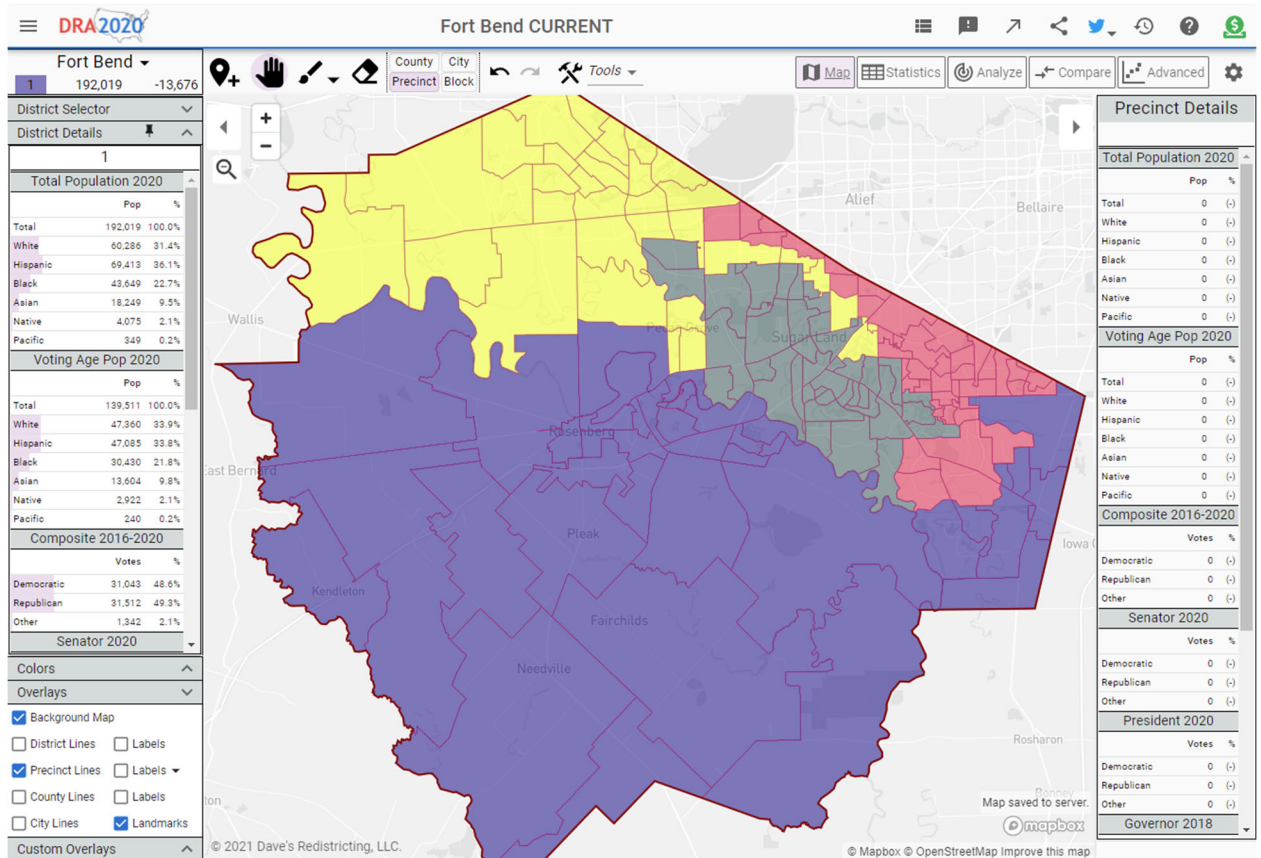 DRA2020
Fort Bend CURRENT
Fort Bend
1 192,019 -13,676
County City
Precinct Block
Tools
Map Statistics Analyze Compare Advanced
District Selector
District Details
1
Total Population 2020
Pop %
Total 192,019 100.0%
White 60,286 31.4%
Hispanic 69,413 36.1%
Black 43,649 22.7%
Asian 18,249 9.5%
Native 4,075 2.1%
Pacific 349 0.2%
Voting Age Pop 2020
Pop %
Total 139,511 100.0%
White 47,360 33.9%
Hispanic 47,085 33.8%
Black 30,430 21.8%
Asian 13,604 9.8%
Native 2,922 2.1%
Pacific 240 0.2%
Composite 2016-2020
Votes %
Democratic 31,043 48.6%
Republican 31,512 49.3%
Other 1,342 2.1%
Senator 2020
Colors
Overlays
Background Map
District Lines Labels
Precinct Lines Labels
County Lines Labels
City Lines Landmarks
Custom Overlays
+
−
Alief
Bellaire
Wallis
Pecan Grove
Sugar Land
Rosenberg
East Bernard
Pleak
Iowa
Kendleton
Fairchilds
Needville
Rosharon
Bonney
ton
Map saved to server.
mapbox
© 2021 Dave's Redistricting, LLC.
© Mapbox © OpenStreetMap Improve this map
Precinct Details
Total Population 2020
Pop %
Total 0 (-)
White 0 (-)
Hispanic 0 (-)
Black 0 (-)
Asian 0 (-)
Native 0 (-)
Pacific 0 (-)
Voting Age Pop 2020
Pop %
Total 0 (-)
White 0 (-)
Hispanic 0 (-)
Black 0 (-)
Asian 0 (-)
Native 0 (-)
Pacific 0 (-)
Composite 2016-2020
Votes %
Democratic 0 (-)
Republican 0 (-)
Other 0 (-)
Senator 2020
Votes %
Democratic 0 (-)
Republican 0 (-)
Other 0 (-)
President 2020
Votes %
Democratic 0 (-)
Republican 0 (-)
Other 0 (-)
Governor 2018